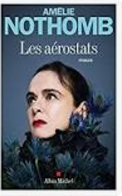 AMÉLIE
NOTHOMB
Les aérostats
roman
Albin Michel